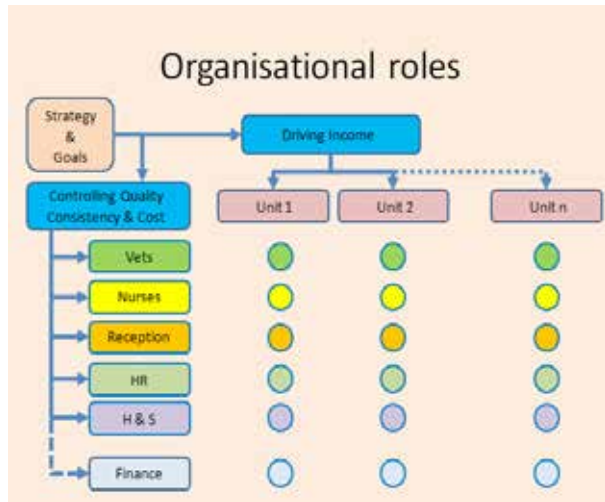 Organisational roles
Strategy
&
Goals
Driving Income
Controlling Quality
Consistency & Cost
Unit 1
Unit 2
Unit n
Vets
Nurses
Reception
HR
H & S
Finance